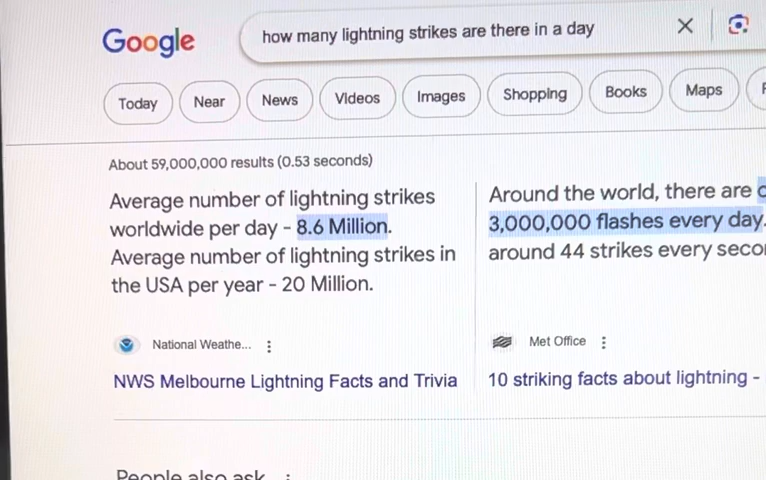 Google
how many lightning strikes are there in a day
Today Near News Videos Images Shopping Books Maps
About 59,000,000 results (0.53 seconds)
Average number of lightning strikes
worldwide per day - 8.6 Million.
Average number of lightning strikes in
the USA per year - 20 Million.
National Weathe...
NWS Melbourne Lightning Facts and Trivia
Around the world, there are
3,000,000 flashes every day.
around 44 strikes every
Met Office
10 striking facts about lightning -
People also ask